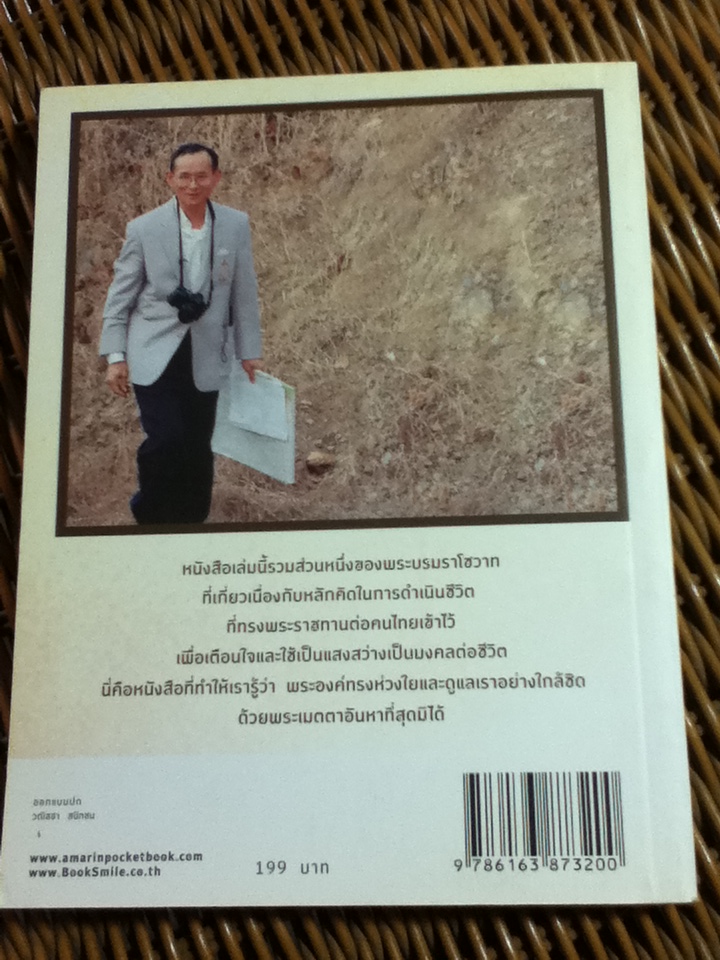 หนังสือเล่มนี้รวมส่วนหนึ่งของพระบรมราโชวาท
ที่เกี่ยวเนื่องกับหลักคิดในการดำเนินชีวิต
ที่ทรงพระราชทานต่อคนไทยเข้าไว้
เพื่อเตือนใจและใช้เป็นแสงสว่างเป็นมงคลต่อชีวิต
นี่คือหนังสือที่ทำให้เรารู้ว่า พระองค์ทรงห่วงใยและดูแลเราอย่างใกล้ชิด
ด้วยพระเมตตาอันหาที่สุดมิได้
ออกแบบปก
www.amarinpocketbook.com
www.BookSmile.co.th
199 บาท
9 786163 873200